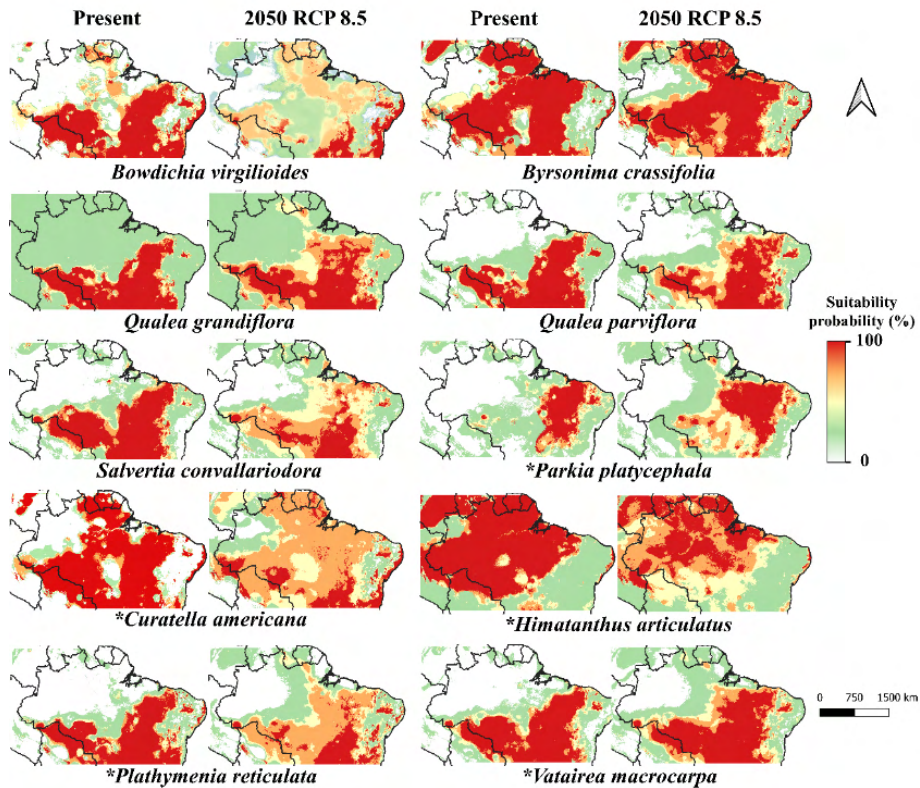 Present 2050 RCP 8.5 Present 2050 RCP 8.5
Bowdichia virgilioides Byrsonima crassifolia
Qualea grandiflora Qualea parviflora
Suitability
probability (%)
100
0
Salvertia convallariodora *Parkia platycephala
*Curatella americana *Himatanthus articulatus
0 750 1500 km
*Plathymenia reticulata *Vatairea macrocarpa